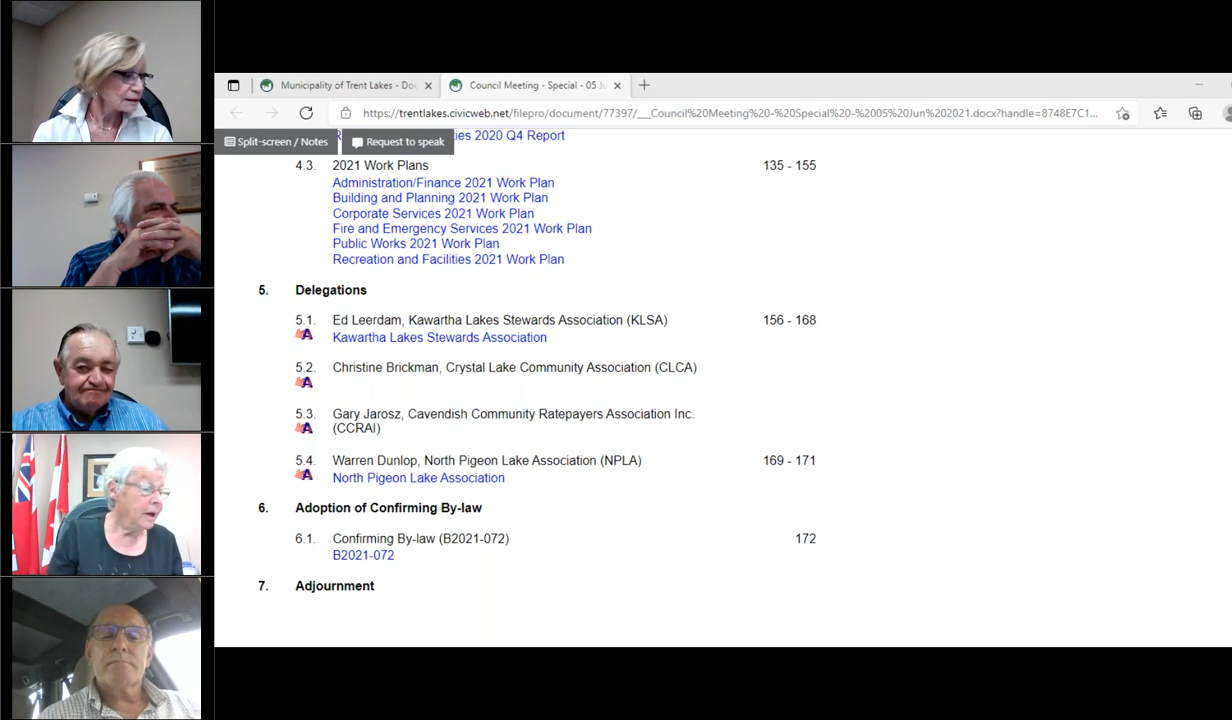 Municipality of Trent Lakes - Do
Council Meeting - Special - 05 J
https://trentlakes.civicweb.net/filepro/document/77397/___Council%20Meeting%20-%20Special%20-%2005%20Jun%202021.docx?handle=8748E7C1...
Split-screen / Notes
Request to speak
ties 2020 Q4 Report
4.3. 2021 Work Plans 135 - 155
Administration/Finance 2021 Work Plan
Building and Planning 2021 Work Plan
Corporate Services 2021 Work Plan
Fire and Emergency Services 2021 Work Plan
Public Works 2021 Work Plan
Recreation and Facilities 2021 Work Plan
5. Delegations
5.1. Ed Leerdam, Kawartha Lakes Stewards Association (KLSA) 156 - 168
Kawartha Lakes Stewards Association
5.2. Christine Brickman, Crystal Lake Community Association (CLCA)
5.3. Gary Jarosz, Cavendish Community Ratepayers Association Inc.
(CCRAI)
5.4. Warren Dunlop, North Pigeon Lake Association (NPLA) 169 - 171
North Pigeon Lake Association
6. Adoption of Confirming By-law
6.1. Confirming By-law (B2021-072) 172
B2021-072
7. Adjournment